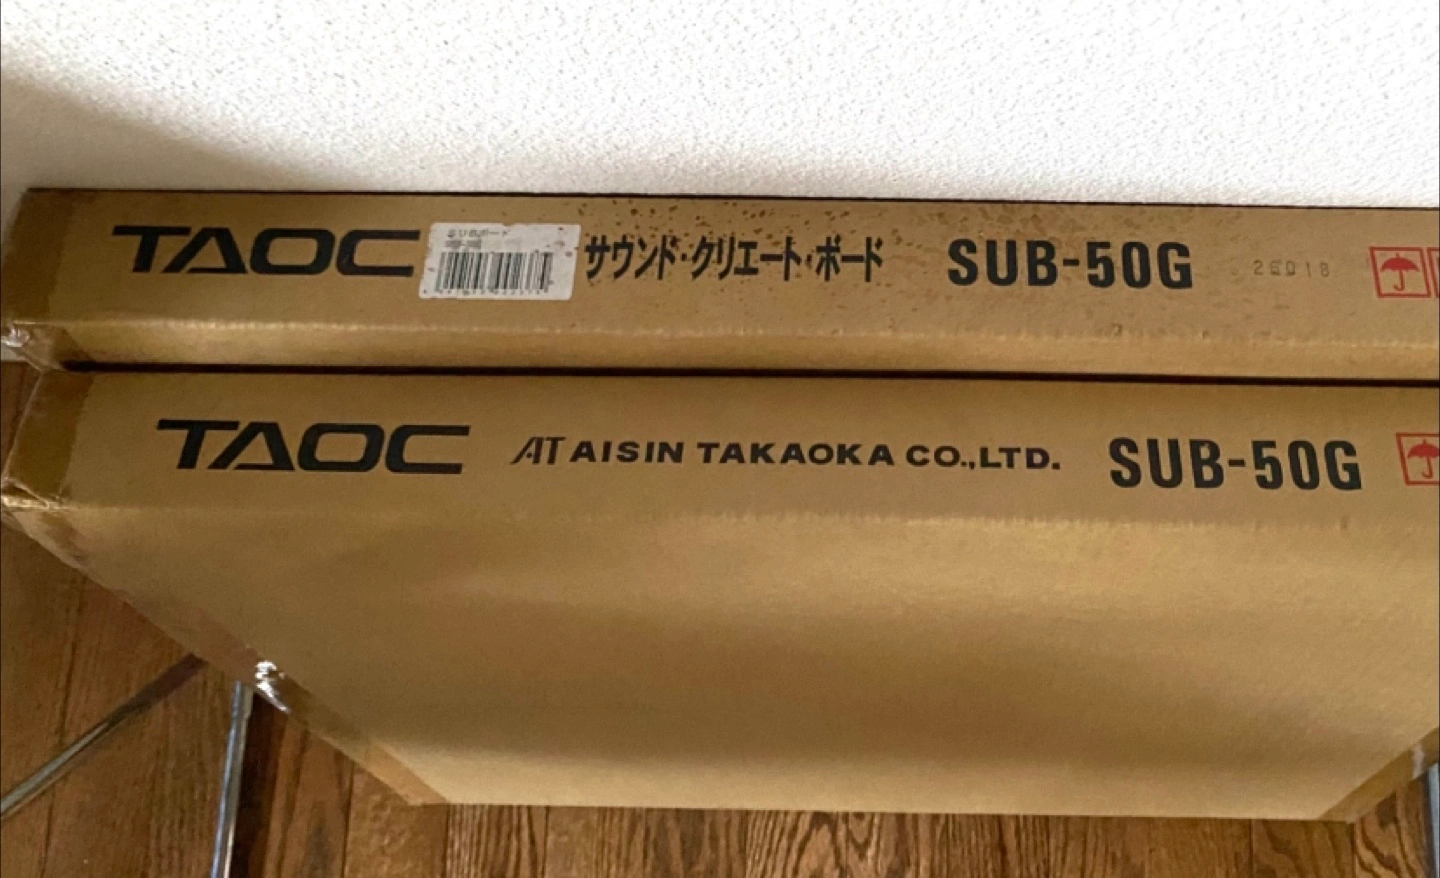 TAOC サウンド・クリエート・ボード SUB-50G
TAOC AT AISIN TAKAOKA CO.,LTD. SUB-50G